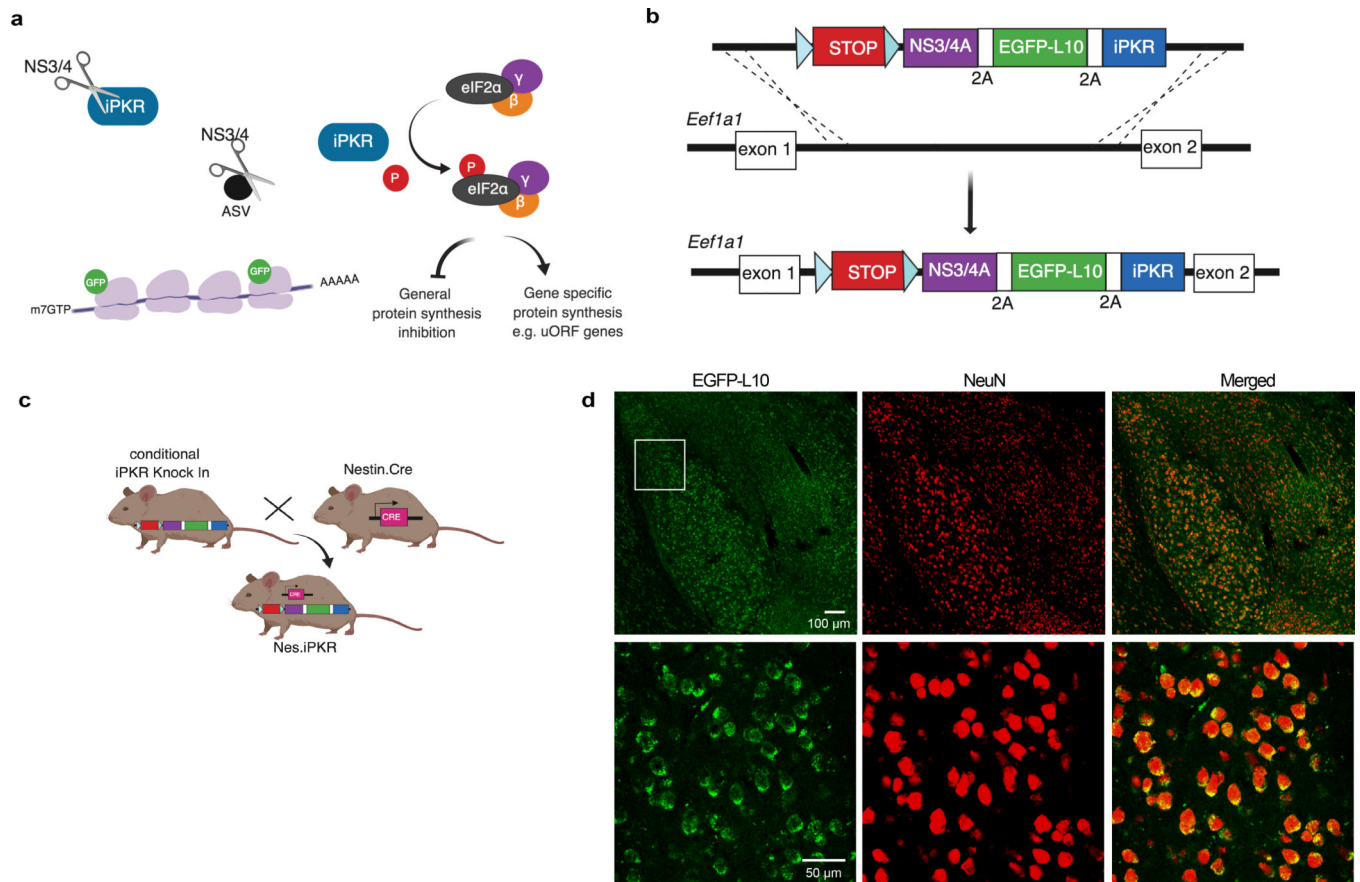 a
NS3/4
iPKR
NS3/4
ASV
iPKR
P
eIF2α
γ
β
P
eIF2α
γ
β
GFP
GFP
m7GTP
AAAAA
General
protein synthesis
inhibition
Gene specific
protein synthesis
e.g. uORF genes
b
STOP
NS3/4A
EGFP-L10
iPKR
2A
2A
Eef1a1
exon 1
exon 2
Eef1a1
exon 1
STOP
NS3/4A
EGFP-L10
iPKR
exon 2
2A
2A
c
conditional
iPKR Knock in
Nestin.Cre
CRE
CRE
Nes.iPKR
d
EGFP-L10
NeuN
Merged
100 µm
50 µm